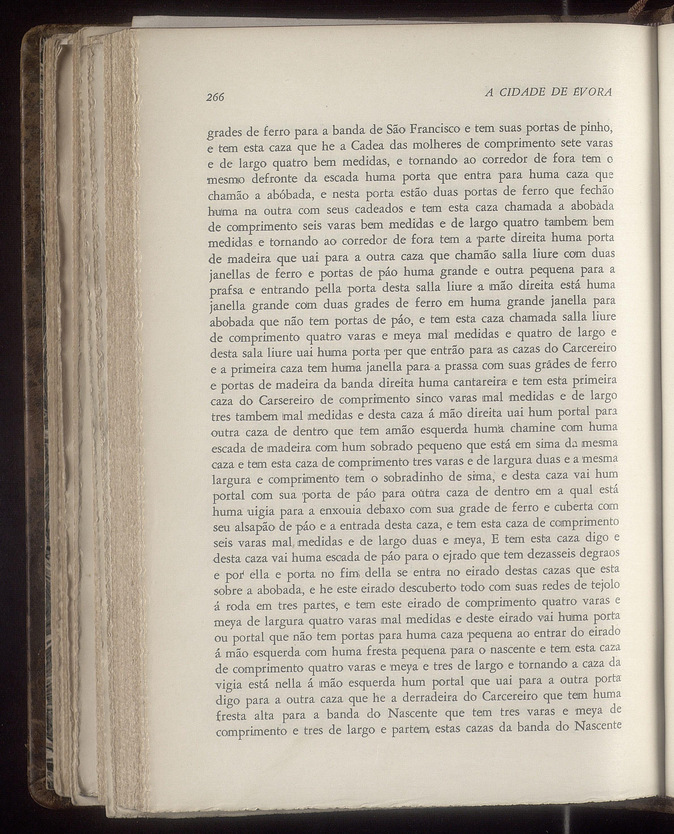 266
A CIDADE DE ÉVORA
grades de ferro para a banda de São Francisco e tem suas portas de pinho,
e tem esta caza que he a Cadea das molheres de comprimento sete varas
e de largo quatro bem medidas, e tornando ao corredor de fora tem o
mesmo defronte da escada huma porta que entra para huma caza que
chamão a abóbada, e nesta porta estão duas portas de ferro que fechão
huma na outra com seus cadeados e tem esta caza chamada a abobada
de comprimento seis varas bem medidas e de largo quatro tambem bem
medidas e tornando ao corredor de fora tem a parte direita huma porta
de madeira que uai para a outra caza que chamão salla liure com duas
janellas de ferro e portas de páo huma grande e outra pequena para a
prafsa e entrando pella porta desta salla liure a mão direita está huma
janella grande com duas grades de ferro em huma grande janella para
abobada que não tem portas de páo, e tem esta caza chamada salla liure
de comprimento quatro varas e meya mal medidas e quatro de largo e
desta sala liure uai huma porta per que entrão para as cazas do Carcereiro
e a primeira caza tem huma janella para a prassa com suas grádes de ferro
e portas de madeira da banda direita huma cantareira e tem esta primeira
caza do Carsereiro de comprimento sinco varas mal medidas e de largo
tres tambem mal medidas e desta caza á mão direita uai hum portal para
outra caza de dentro que tem amão esquerda huma chamine com huma
escada de madeira com hum sobrado pequeno que está em sima da mesma
caza e tem esta caza de comprimento tres varas e de largura duas e a mesma
largura e comprimento tem o sobradinho de sima, e desta caza vai hum
portal com sua porta de páo para outra caza de dentro em a qual está
huma uigia para a enxouia debaxo com sua grade de ferro e cuberta com
seu alsapão de páo e a entrada desta caza, e tem esta caza de comprimento
seis varas mal medidas e de largo duas e meya, E tem esta caza digo e
desta caza vai huma escada de páo para o ejrado que tem dezasseis degraos
e por ella e porta no fim della se entra no eirado destas cazas que esta
sobre a abobada, e he este eirado descuberto todo com suas redes de tejolo
á roda em tres partes, e tem este eirado de comprimento quatro varas e
meya de largura quatro varas mal medidas e deste eirado vai huma porta
ou portal que não tem portas para huma caza pequena ao entrar do eirado
á mão esquerda com huma fresta pequena para o nascente e tem esta caza
de comprimento quatro varas e meya e tres de largo e tornando a caza da
vigia está nella á mão esquerda hum portal que uai para a outra porta
digo para a outra caza que he a derradeira do Carcereiro que tem huma
fresta alta para a banda do Nascente que tem tres varas e meya de
comprimento e tres de largo e partem estas cazas da banda do Nascente